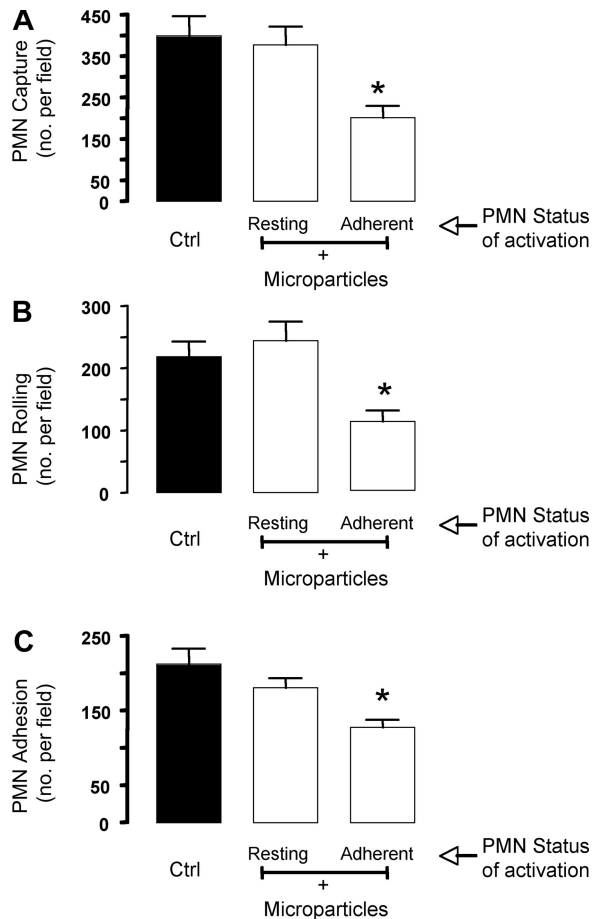 A
PMN Capture
(no. per field)
450
350
250
150
50
0
*
Ctrl
Resting
Adherent
+
Microparticles
PMN Status
of activation
B
PMN Rolling
(no. per field)
300
200
100
0
*
Ctrl
Resting
Adherent
+
Microparticles
PMN Status
of activation
C
PMN Adhesion
(no. per field)
250
150
50
0
*
Ctrl
Resting
Adherent
+
Microparticles
PMN Status
of activation